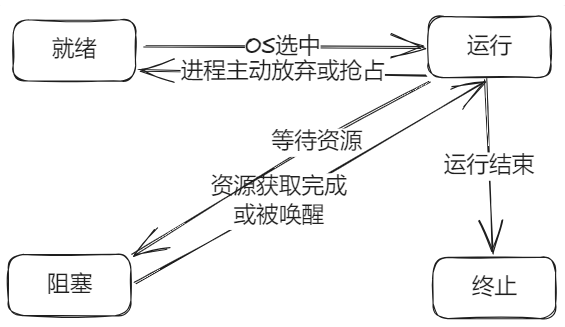 就绪
OS选中
运行
进程主动放弃或抢占
等待资源
运行结束
资源获取完成
或被唤醒
阻塞
终止